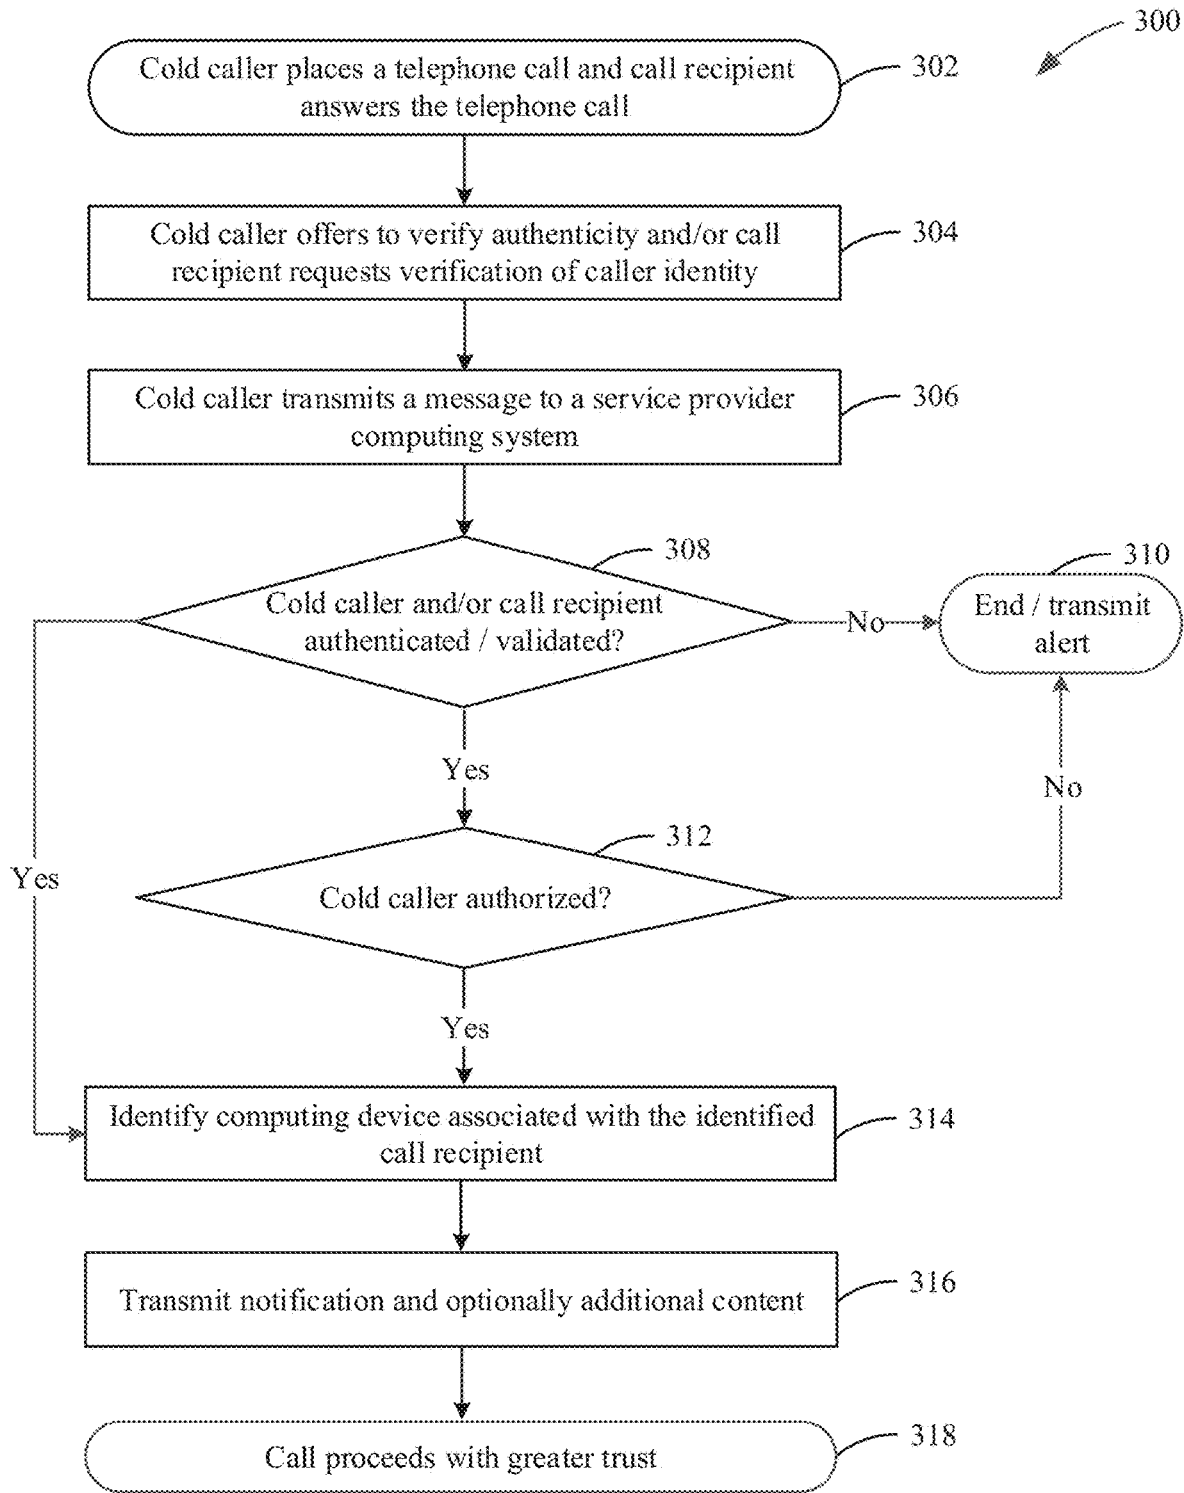 300
Cold caller places a telephone call and call recipient
answers the telephone call
302
Cold caller offers to verify authenticity and/or call
recipient requests verification of caller identity
304
Cold caller transmits a message to a service provider
computing system
306
308
Cold caller and/or call recipient
authenticated / validated?
No
310
End / transmit
alert
Yes
No
312
Cold caller authorized?
Yes
Yes
Identify computing device associated with the identified
call recipient
314
Transmit notification and optionally additional content
316
Call proceeds with greater trust
318